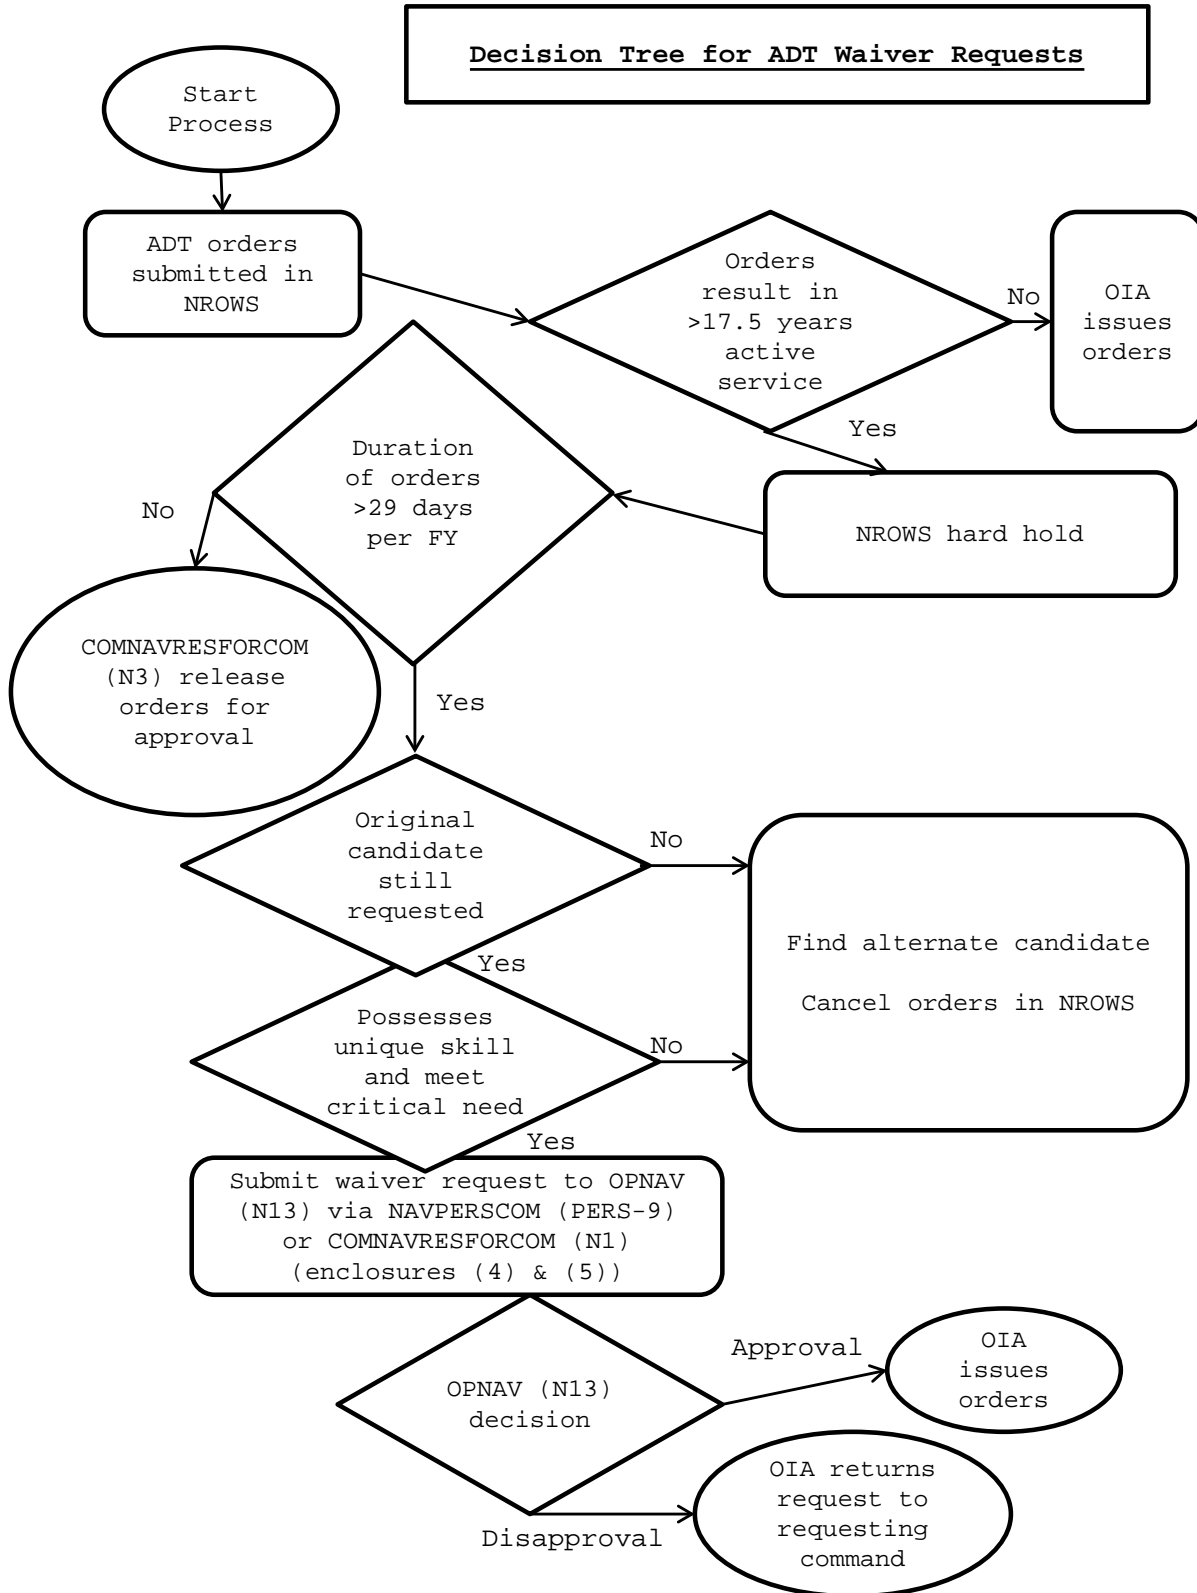 Decision Tree for ADT Waiver Requests
Start
Process
ADT orders
submitted in
NROWS
Orders
result in
>17.5 years
active
service
No
OIA
issues
orders
Yes
NROWS hard hold
Duration
of orders
>29 days
per FY
No
COMNAVRESFORCOM
(N3) release
orders for
approval
Yes
Original
candidate
still
requested
No
Find alternate candidate
Cancel orders in NROWS
Yes
Possesses
unique skill
and meet
critical need
No
Yes
Submit waiver request to OPNAV
(N13) via NAVPERSCOM (PERS-9)
or COMNAVRESFORCOM (N1)
(enclosures (4) & (5))
OPNAV (N13)
decision
Approval
OIA
issues
orders
Disapproval
OIA returns
request to
requesting
command